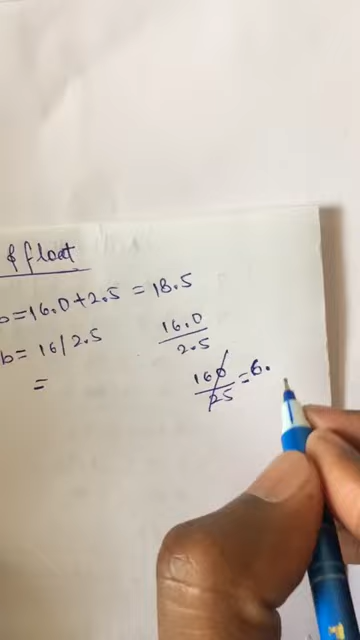 & float
=16.0+2.5 = 18.5
b= 16/2.5
=
16.0
2.5
160
25 =6.